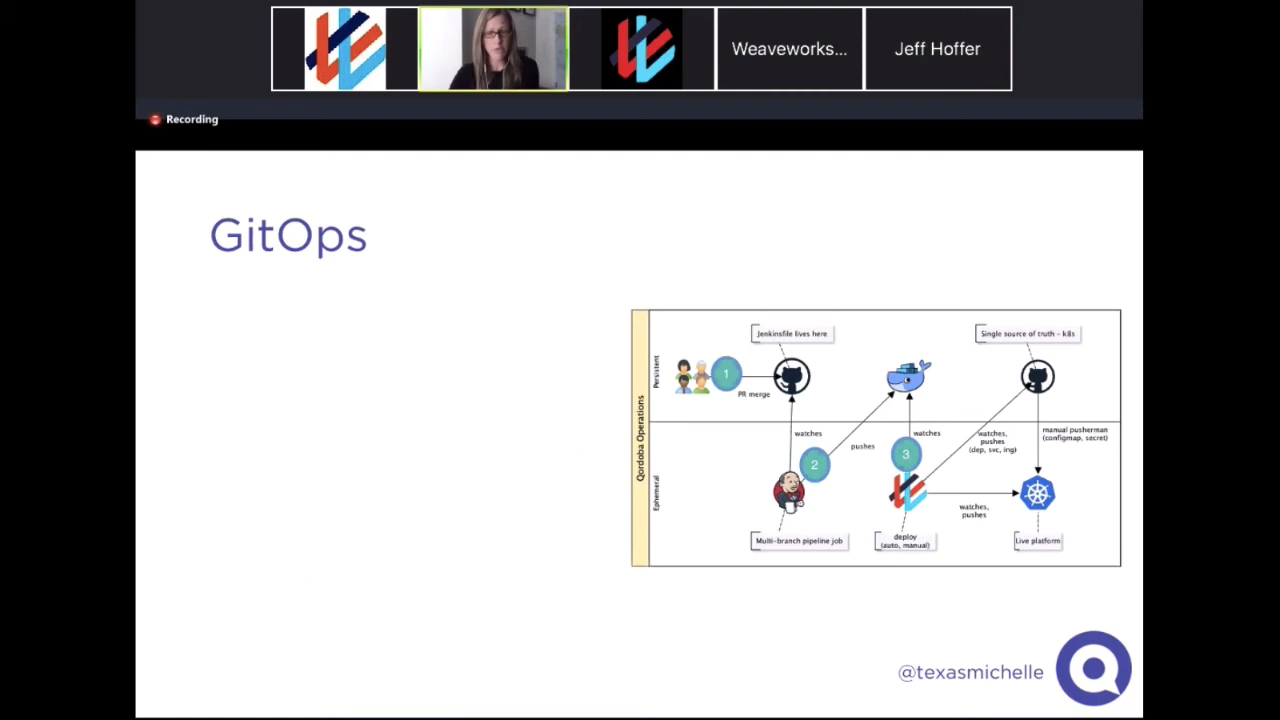 Weaveworks...
Jeff Hoffer
Recording
GitOps
Qordoba Operations
Persistent
Ephemeral
Jenkinsfile lives here
Single source of truth - k8s
1
PR merge
watches
pushes
watches
watches,
pushes
(dep, svc, ing)
manual pusherman
(configmap, secret)
2
3
watches,
pushes
Multi-branch pipeline job
deploy
(auto, manual)
Live platform
@texasmichelle